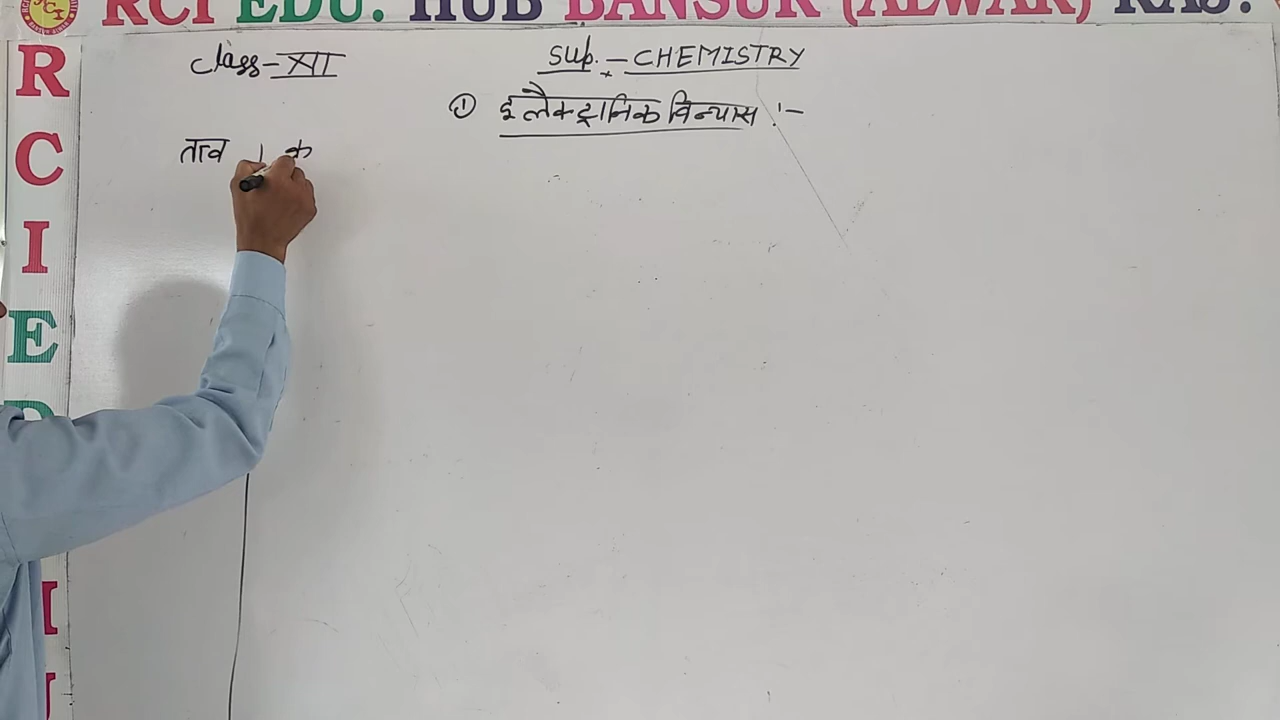 RCI EDU. HUB BANSUR (ALWAR) RAJ.
R
C
I
E
D
Class-XII
Sub. - CHEMISTRY
① इलैक्ट्रानिक विन्यास :-
तत्व क